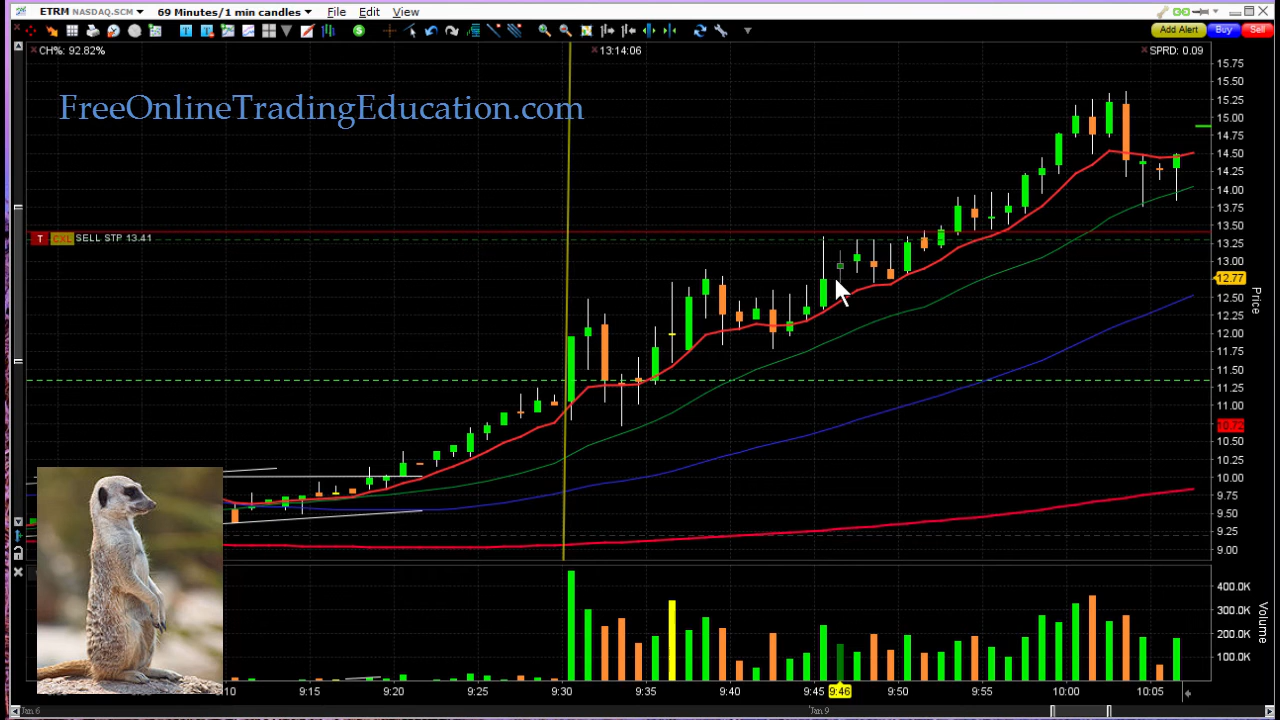 ETRM NASDAQ.SCM 69 Minutes/1 min candles File Edit View
Add Alert Buy Sell
CH%: 92.82% 13:14:06 SPRD: 0.09
FreeOnlineTradingEducation.com
T CXL SELL STP 13.41
15.75
15.50
15.25
15.00
14.75
14.50
14.25
14.00
13.75
13.50
13.25
13.00
12.77
12.50
12.25
12.00
11.75
11.50
11.25
11.00
10.72
10.50
10.25
10.00
9.75
9.50
9.25
9.00
Price
400.0K
300.0K
200.0K
100.0K
Volume
:10 9:15 9:20 9:25 9:30 9:35 9:40 9:45 9:46 9:50 9:55 10:00 10:05
Jan 6 Jan 9